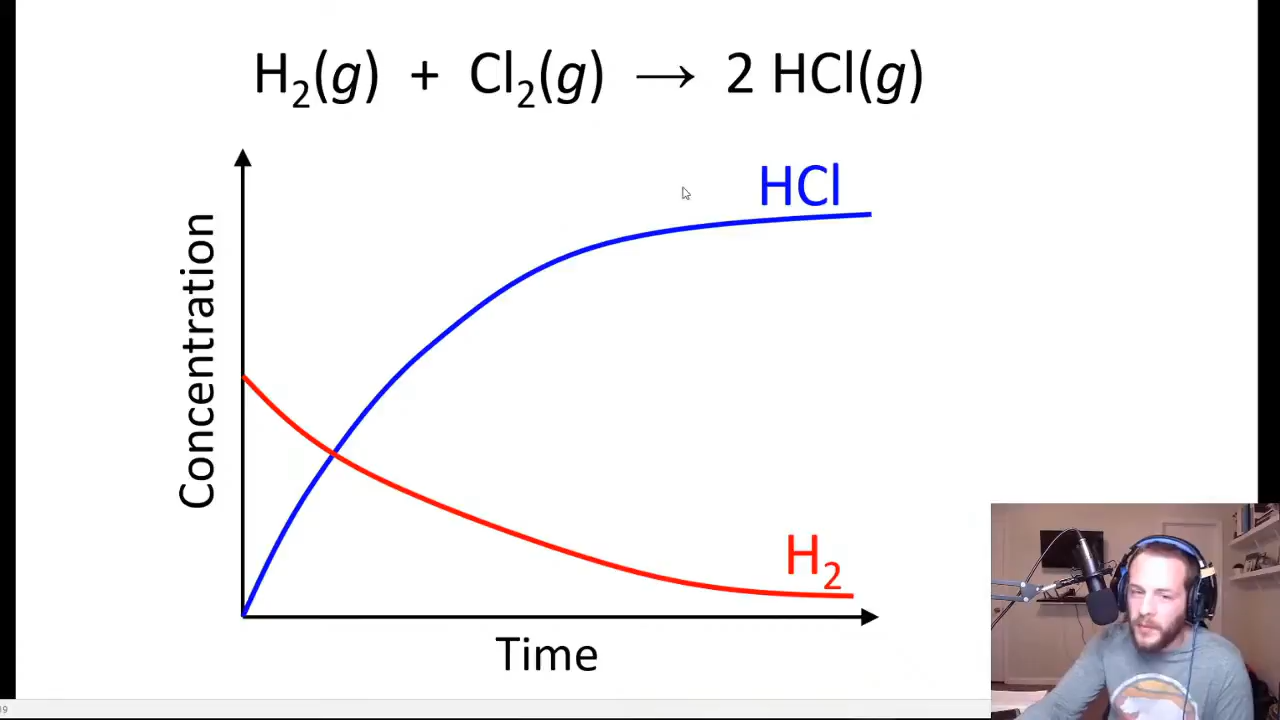 H₂(g) + Cl₂(g) → 2 HCl(g)
HCl
Concentration
H₂
Time